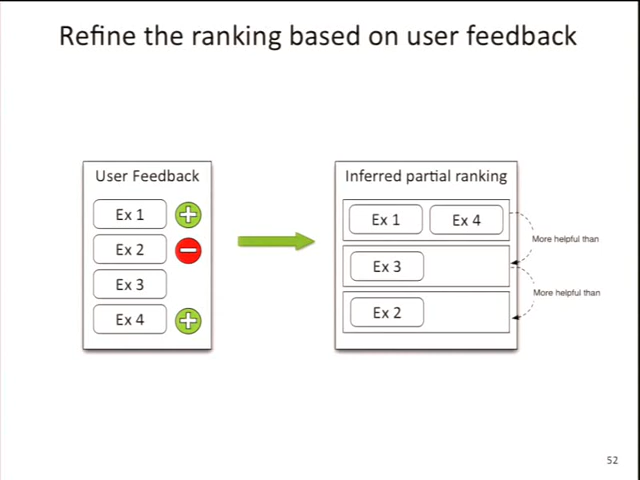 Refine the ranking based on user feedback
User Feedback
Ex 1
Ex 2
Ex 3
Ex 4
Inferred partial ranking
Ex 1 Ex 4
More helpful than
Ex 3
More helpful than
Ex 2
52